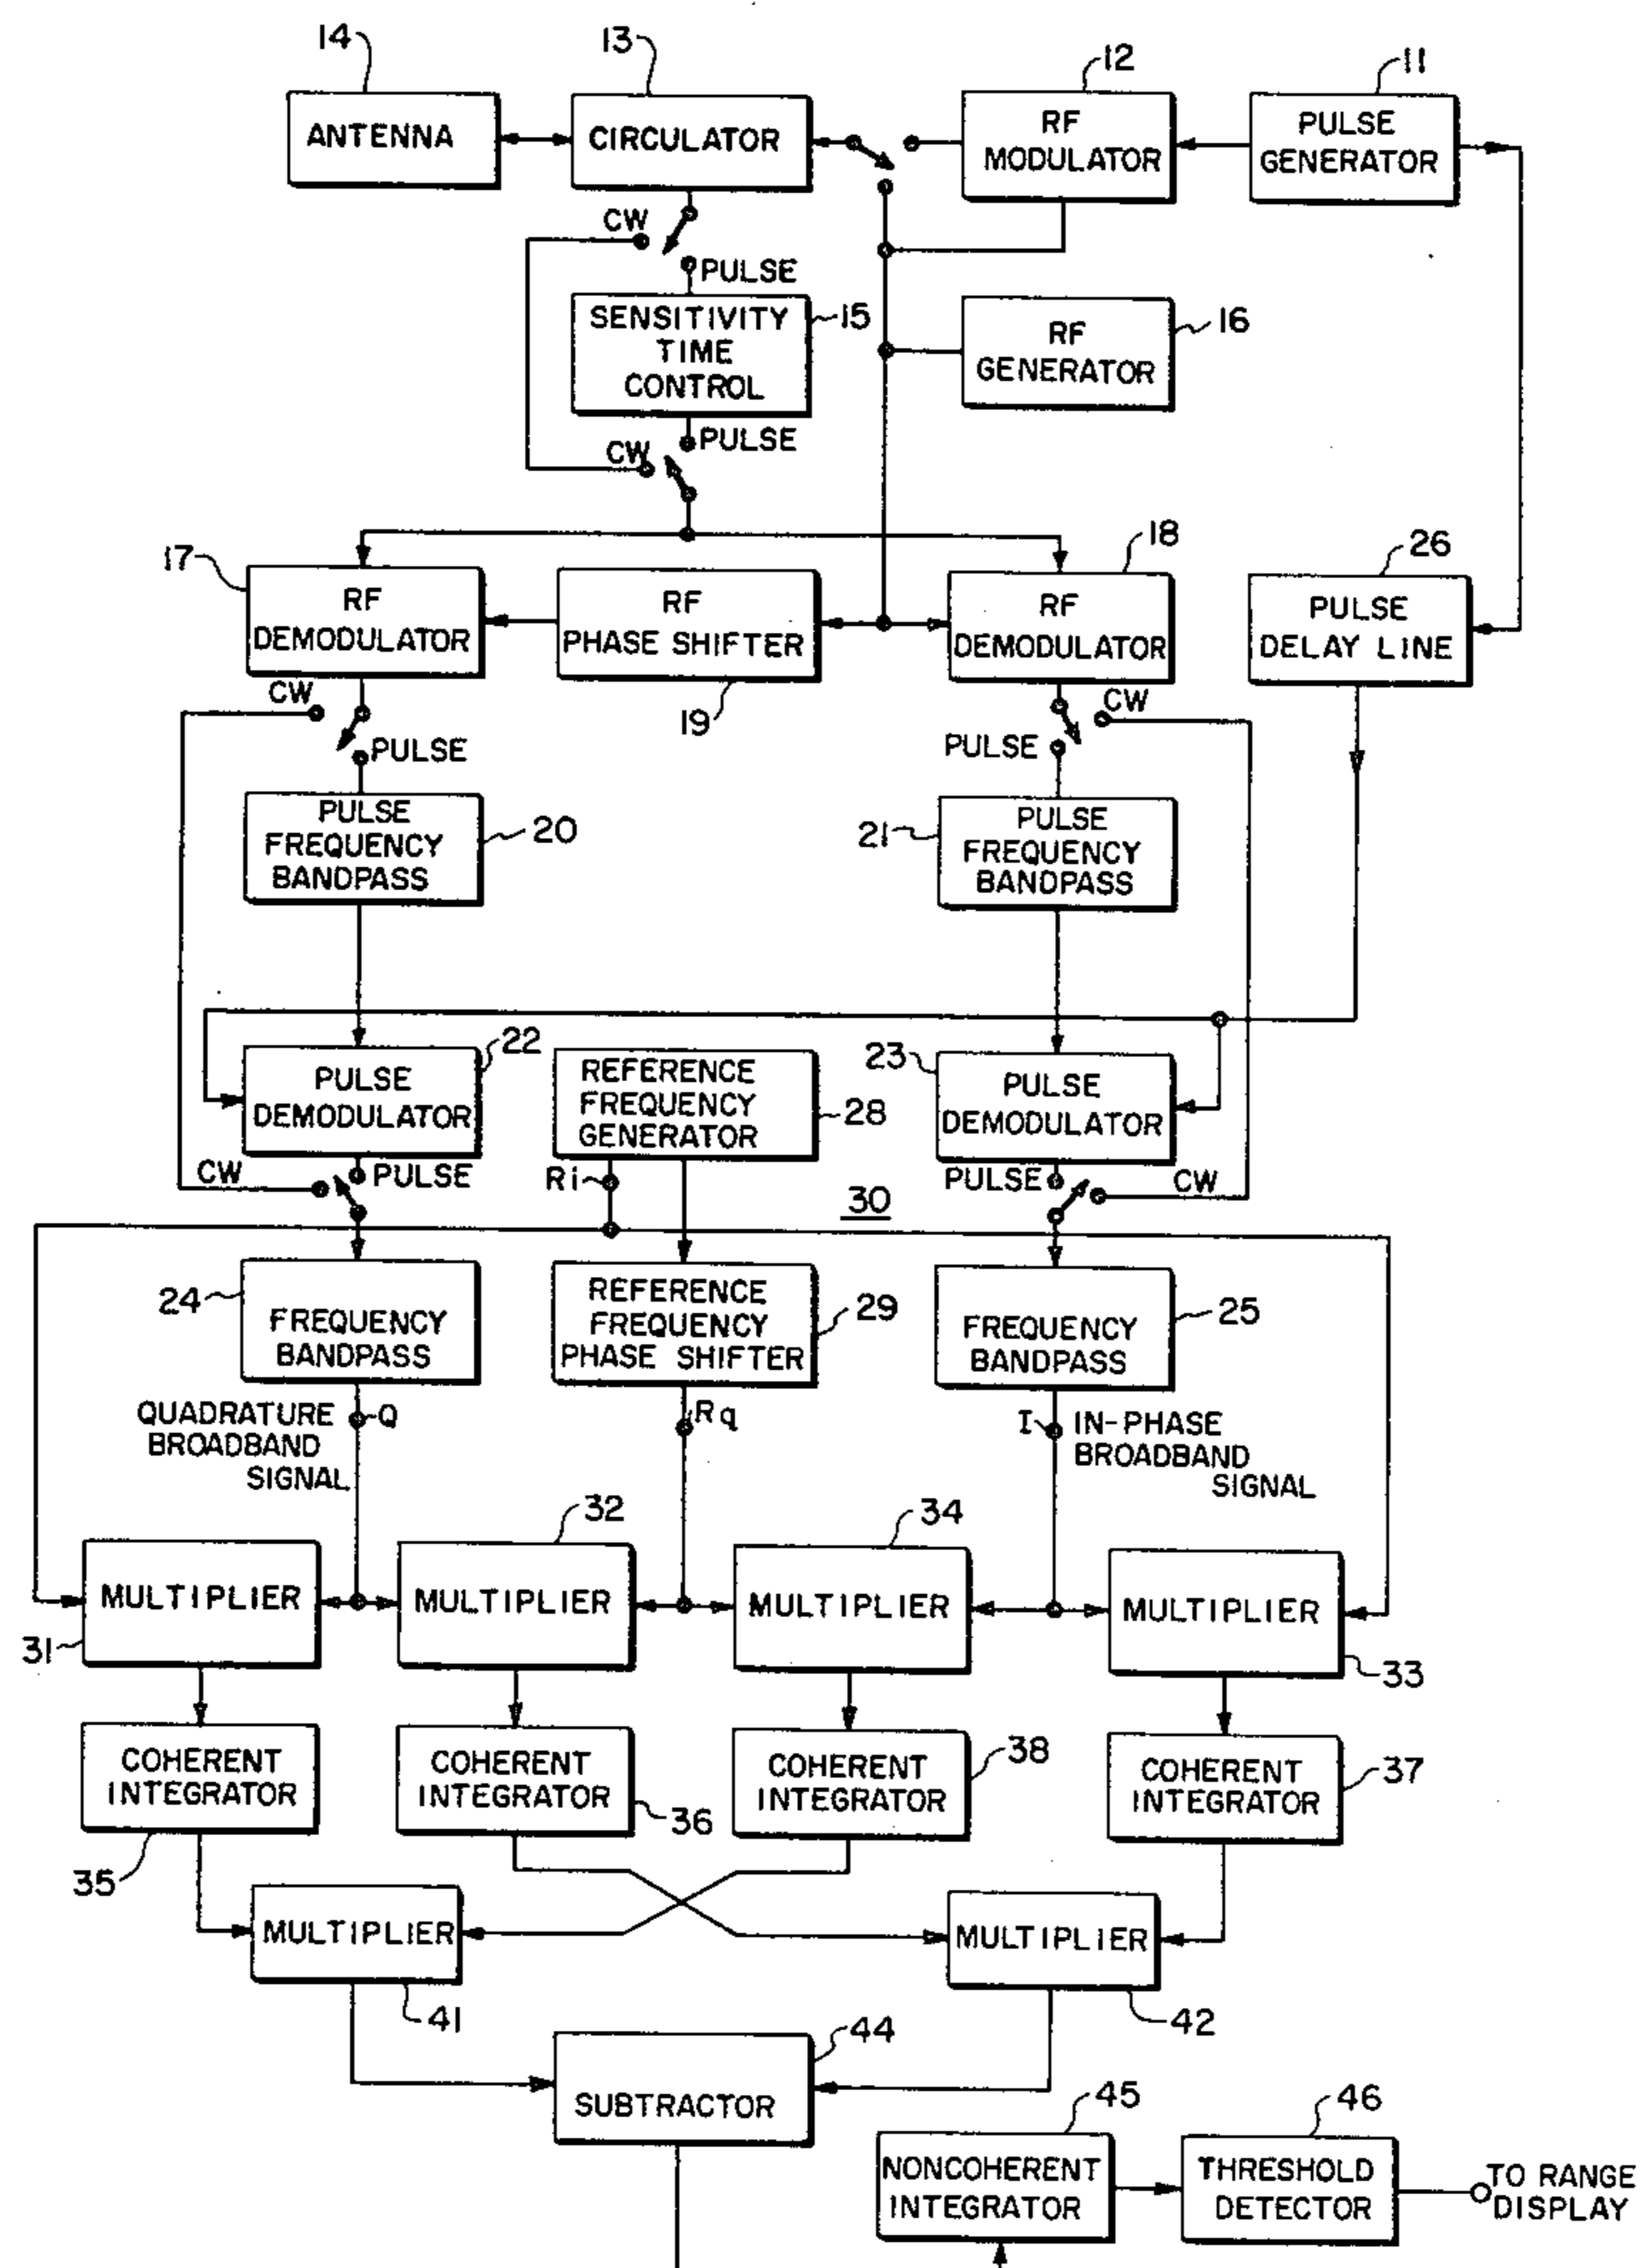 14
13
12
11
ANTENNA
CIRCULATOR
RF
MODULATOR
PULSE
GENERATOR
CW
PULSE
SENSITIVITY
TIME
CONTROL
15
RF
GENERATOR
16
PULSE
CW
17
RF
DEMODULATOR
RF
PHASE SHIFTER
19
18
RF
DEMODULATOR
26
PULSE
DELAY LINE
CW
PULSE
CW
PULSE
PULSE
FREQUENCY
BANDPASS
20
21
PULSE
FREQUENCY
BANDPASS
22
PULSE
DEMODULATOR
REFERENCE
FREQUENCY
GENERATOR
28
23
PULSE
DEMODULATOR
CW
PULSE
Ri
30
PULSE
CW
24
FREQUENCY
BANDPASS
REFERENCE
FREQUENCY
PHASE SHIFTER
29
FREQUENCY
BANDPASS
25
QUADRATURE
BROADBAND
SIGNAL
Q
Rq
I
IN-PHASE
BROADBAND
SIGNAL
32
34
MULTIPLIER
31
MULTIPLIER
MULTIPLIER
MULTIPLIER
33
COHERENT
INTEGRATOR
35
COHERENT
INTEGRATOR
36
COHERENT
INTEGRATOR
38
COHERENT
INTEGRATOR
37
MULTIPLIER
41
MULTIPLIER
42
44
SUBTRACTOR
45
NONCOHERENT
INTEGRATOR
46
THRESHOLD
DETECTOR
TO RANGE
DISPLAY